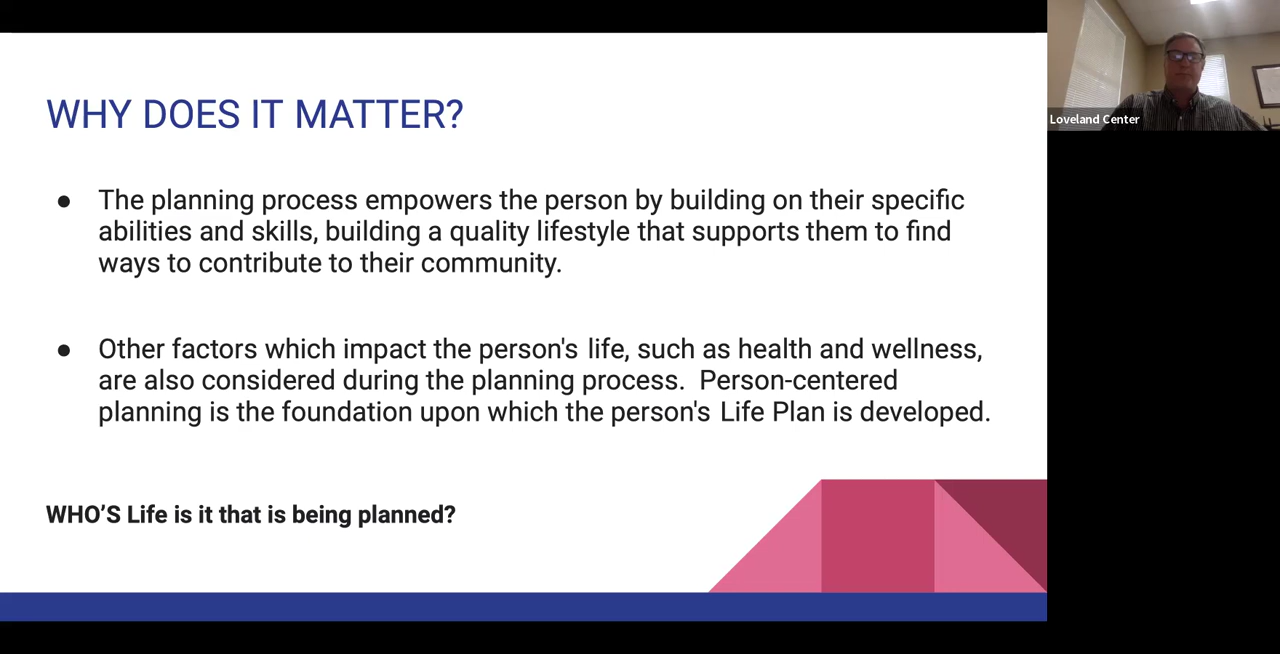 WHY DOES IT MATTER?
● The planning process empowers the person by building on their specific
abilities and skills, building a quality lifestyle that supports them to find
ways to contribute to their community.
● Other factors which impact the person's life, such as health and wellness,
are also considered during the planning process.  Person-centered
planning is the foundation upon which the person's Life Plan is developed.
WHO’S Life is it that is being planned?
Loveland Center